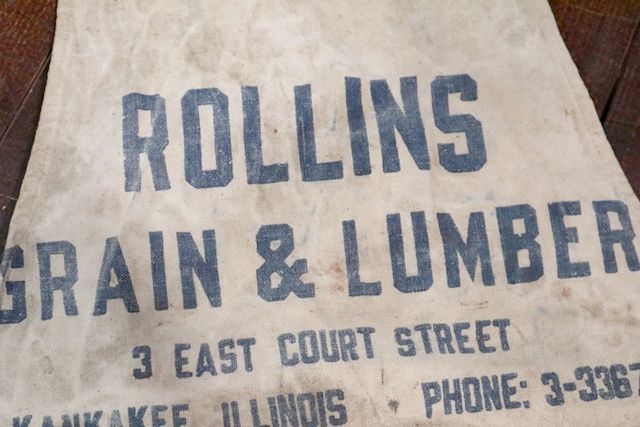 ROLLINS
GRAIN & LUMBER
3 EAST COURT STREET
KANKAKEE, ILLINOIS PHONE: 3-3367